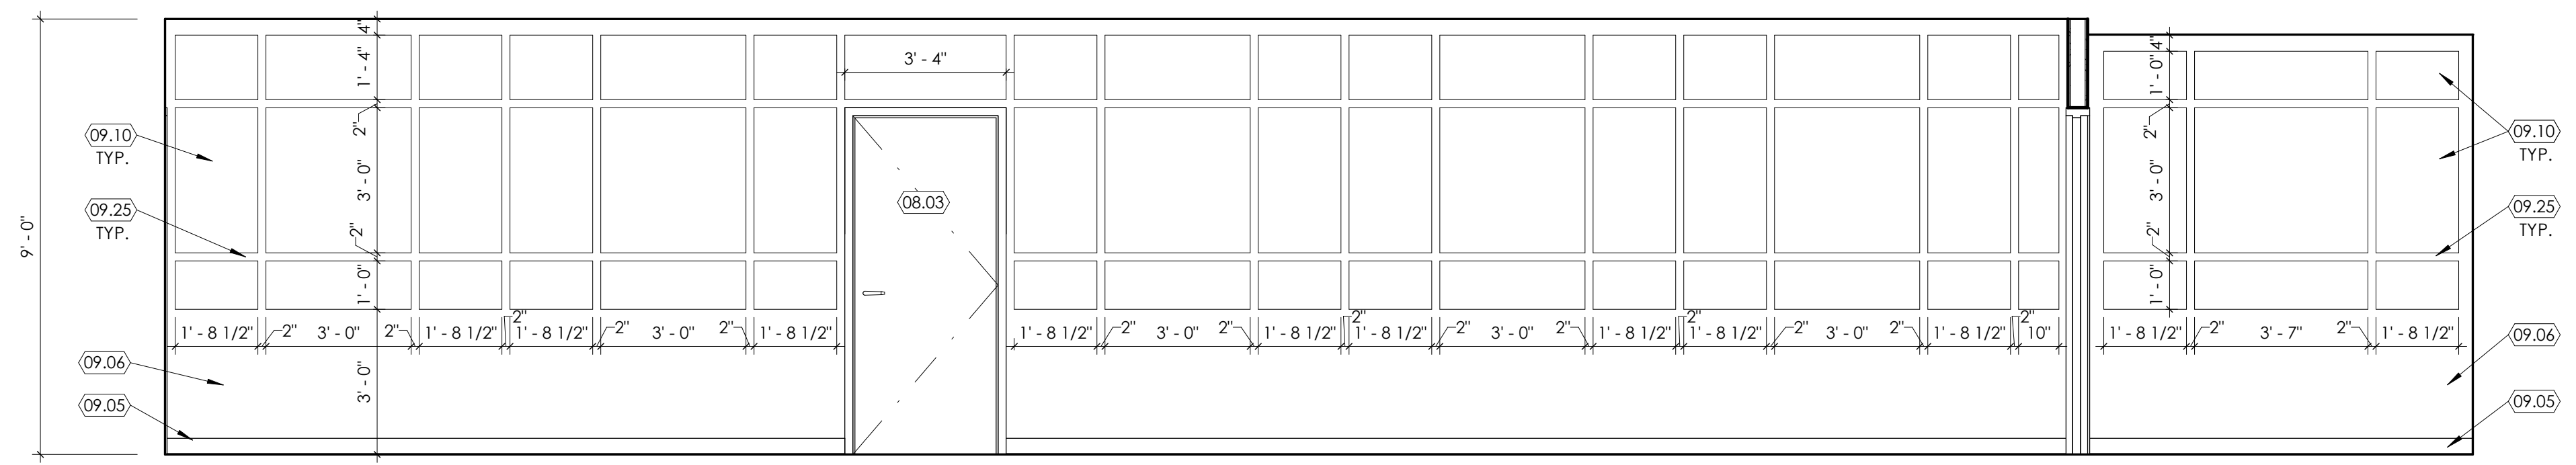 9' - 0"
09.10
TYP.
09.25
TYP.
09.06
09.05
4"
1' - 4"
2"
3' - 0"
2"
1' - 0"
3' - 0"
3' - 4"
08.03
1' - 8 1/2" 2" 3' - 0" 2" 1' - 8 1/2" 2" 1' - 8 1/2" 2" 3' - 0" 2" 1' - 8 1/2"
1' - 8 1/2" 2" 3' - 0" 2" 1' - 8 1/2" 2" 1' - 8 1/2" 2" 3' - 0" 2" 1' - 8 1/2" 2" 1' - 8 1/2" 2" 3' - 0" 2" 1' - 8 1/2" 2" 10"
1' - 8 1/2" 2" 3' - 7" 2" 1' - 8 1/2"
4"
1' - 0"
2"
3' - 0"
2"
1' - 0"
09.10
TYP.
09.25
TYP.
09.06
09.05